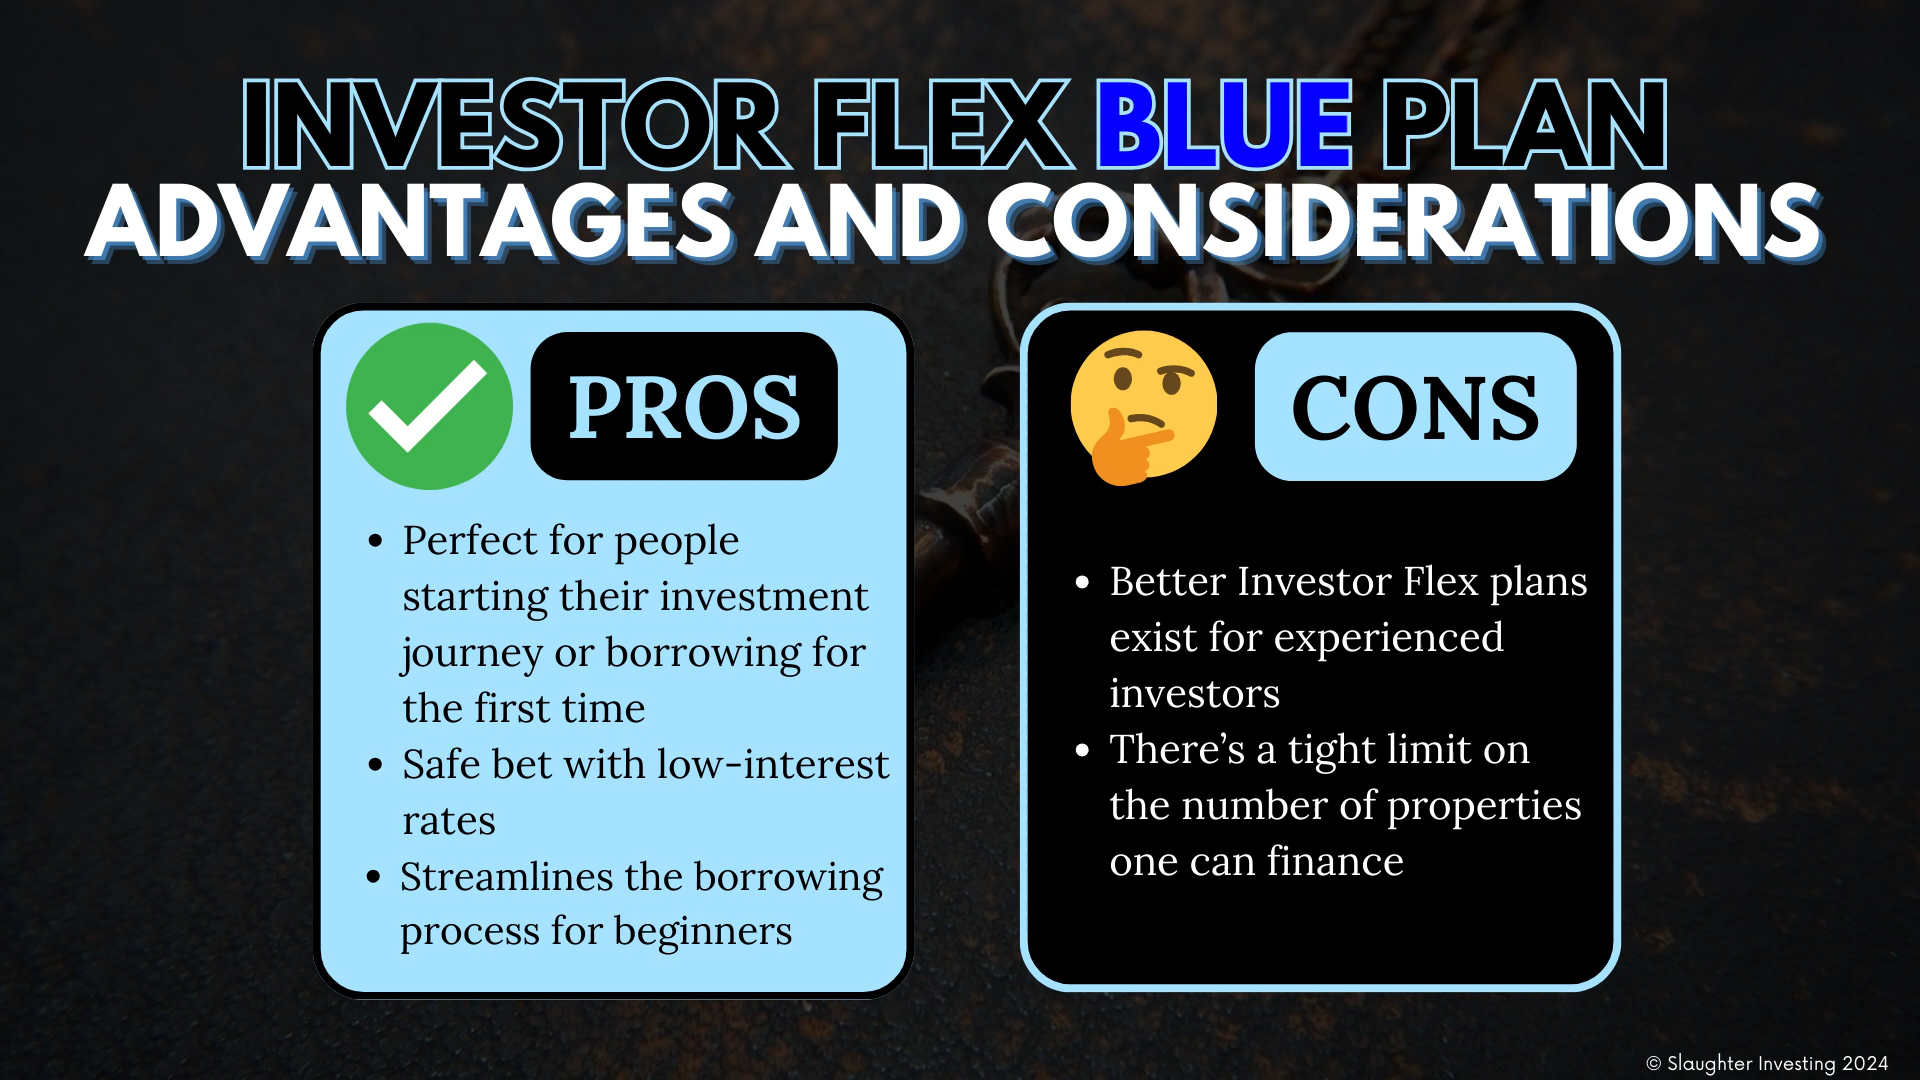 INVESTOR FLEX BLUE PLAN
ADVANTAGES AND CONSIDERATIONS
PROS
• Perfect for people
starting their investment
journey or borrowing for
the first time
• Safe bet with low-interest
rates
• Streamlines the borrowing
process for beginners
CONS
• Better Investor Flex plans
exist for experienced
investors
• There’s a tight limit on
the number of properties
one can finance
© Slaughter Investing 2024